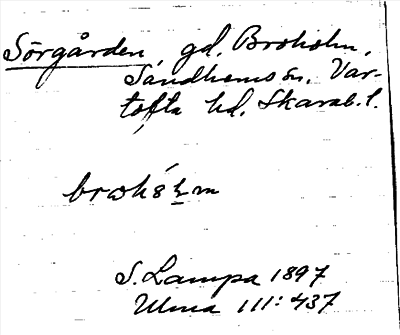 Sörgården, gd. Broholm,
Sandhems sn. Var-
tofta hd. Skarab. l.
S. Lampa 1897
Ulma 111:437